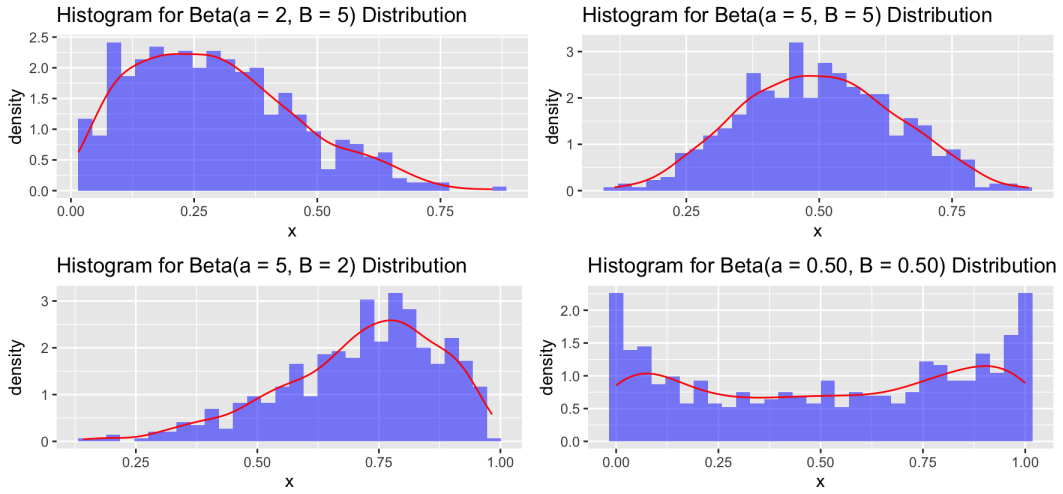 Histogram for Beta(a = 2, B = 5) Distribution
2.5
2.0
1.5
1.0
0.5
0.0
density
0.00 0.25 0.50 0.75
x
Histogram for Beta(a = 5, B = 5) Distribution
3
2
1
0
density
0.25 0.50 0.75
x
Histogram for Beta(a = 5, B = 2) Distribution
3
2
1
0
density
0.25 0.50 0.75 1.00
x
Histogram for Beta(a = 0.50, B = 0.50) Distribution
2.0
1.5
1.0
0.5
0.0
density
0.00 0.25 0.50 0.75 1.00
x